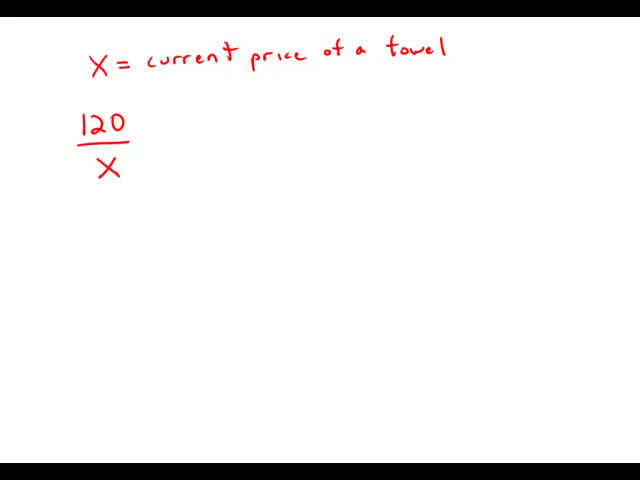 X = current price of a towel
120
X